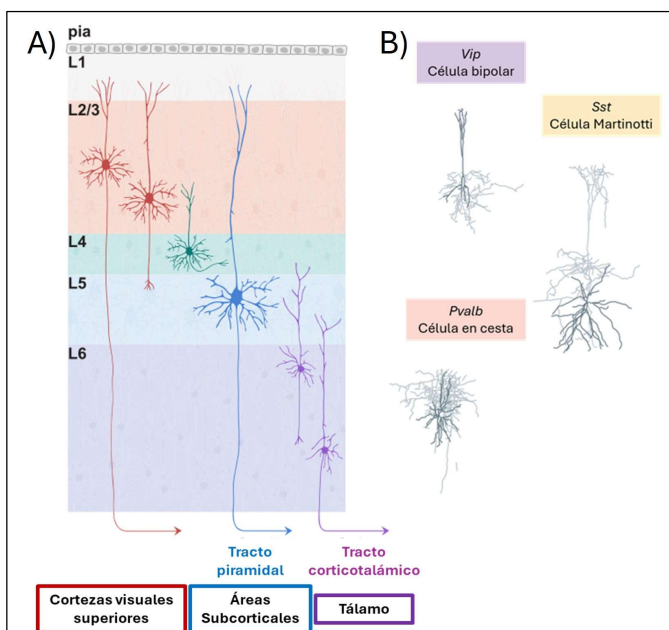 A)
pia
L1
L2/3
L4
L5
L6
Tracto
piramidal
Tracto
corticotalámico
Cortezas visuales
superiores
Áreas
Subcorticales
Tálamo
B)
Vip
Célula bipolar
Sst
Célula Martinotti
Pvalb
Célula en cesta